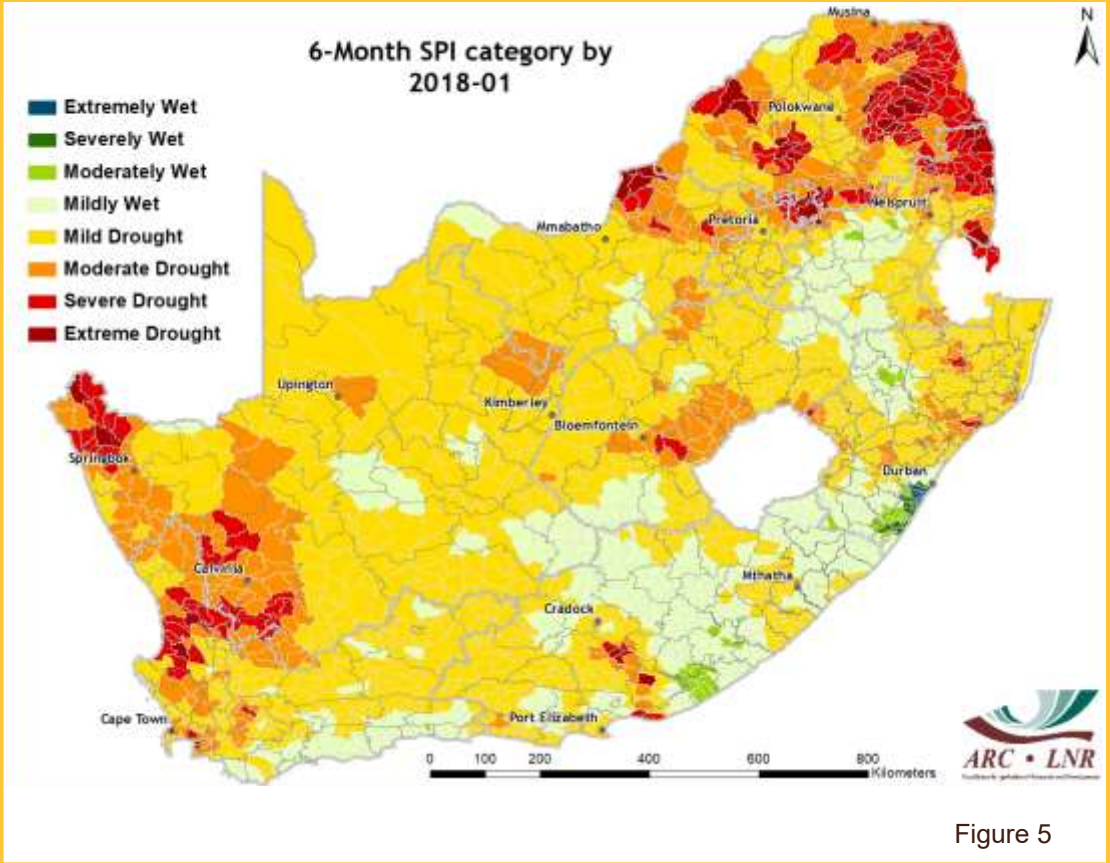 6-Month SPI category by
2018-01
N
Extremely Wet
Severely Wet
Moderately Wet
Mildly Wet
Mild Drought
Moderate Drought
Severe Drought
Extreme Drought
Musina
Polokwane
Nelspruit
Mmabatho
Pretoria
Upington
Kimberley
Bloemfontein
Springbok
Durban
Calvinia
Mthatha
Cradock
Cape Town
Port Elizabeth
0 100 200 400 600 800
Kilometers
ARC • LNR
Figure 5